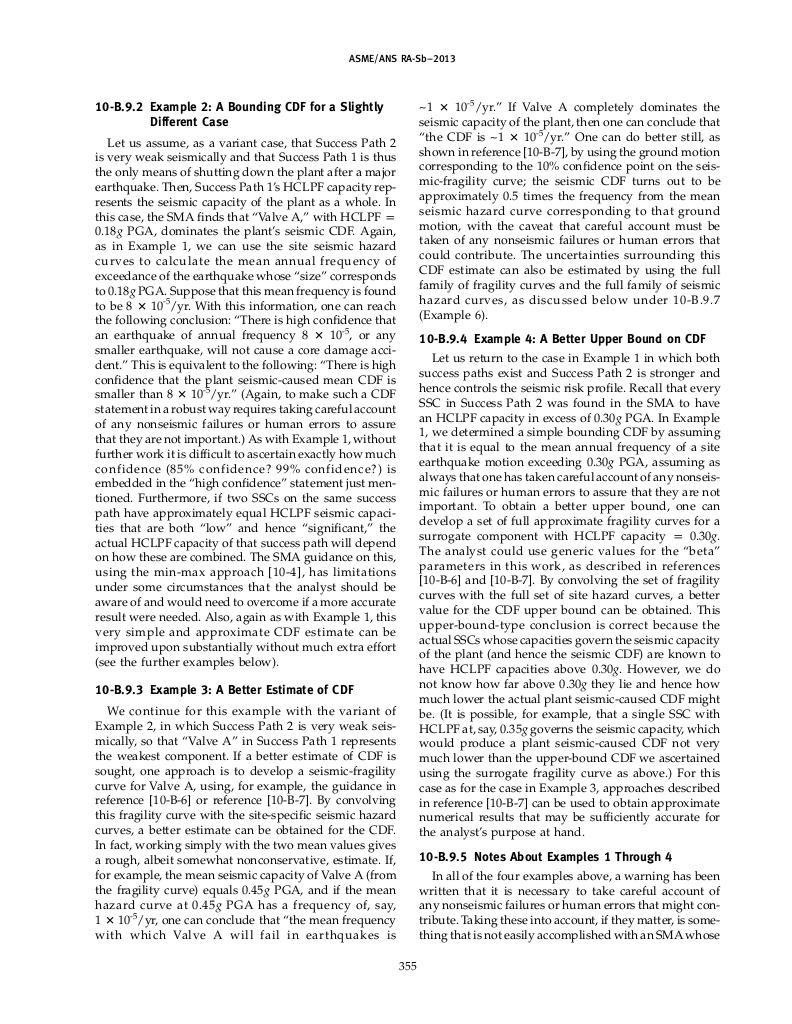 ASME/ANS RA-Sb–2013
10-B.9.2 Example 2: A Bounding CDF for a Slightly
Different Case
Let us assume, as a variant case, that Success Path 2
is very weak seismically and that Success Path 1 is thus
the only means of shutting down the plant after a major
earthquake. Then, Success Path 1's HCLPF capacity rep-
resents the seismic capacity of the plant as a whole. In
this case, the SMA finds that "Valve A," with HCLPF =
0.18g PGA, dominates the plant's seismic CDF. Again,
as in Example 1, we can use the site seismic hazard
curves to calculate the mean annual frequency of
exceedance of the earthquake whose "size" corresponds
to 0.18g PGA. Suppose that this mean frequency is found
to be 8 × 10⁻⁵/yr. With this information, one can reach
the following conclusion: "There is high confidence that
an earthquake of annual frequency 8 × 10⁻⁵, or any
smaller earthquake, will not cause a core damage acci-
dent." This is equivalent to the following: "There is high
confidence that the plant seismic-caused mean CDF is
smaller than 8 × 10⁻⁵/yr." (Again, to make such a CDF
statement in a robust way requires taking careful account
of any nonseismic failures or human errors to assure
that they are not important.) As with Example 1, without
further work it is difficult to ascertain exactly how much
confidence (85% confidence? 99% confidence?) is
embedded in the "high confidence" statement just men-
tioned. Furthermore, if two SSCs on the same success
path have approximately equal HCLPF seismic capaci-
ties that are both "low" and hence "significant," the
actual HCLPF capacity of that success path will depend
on how these are combined. The SMA guidance on this,
using the min-max approach [10-4], has limitations
under some circumstances that the analyst should be
aware of and would need to overcome if a more accurate
result were needed. Also, again as with Example 1, this
very simple and approximate CDF estimate can be
improved upon substantially without much extra effort
(see the further examples below).
10-B.9.3 Example 3: A Better Estimate of CDF
We continue for this example with the variant of
Example 2, in which Success Path 2 is very weak seis-
mically, so that "Valve A" in Success Path 1 represents
the weakest component. If a better estimate of CDF is
sought, one approach is to develop a seismic-fragility
curve for Valve A, using, for example, the guidance in
reference [10-B-6] or reference [10-B-7]. By convolving
this fragility curve with the site-specific seismic hazard
curves, a better estimate can be obtained for the CDF.
In fact, working simply with the two mean values gives
a rough, albeit somewhat nonconservative, estimate. If,
for example, the mean seismic capacity of Valve A (from
the fragility curve) equals 0.45g PGA, and if the mean
hazard curve at 0.45g PGA has a frequency of, say,
1 × 10⁻⁵/yr, one can conclude that "the mean frequency
with which Valve A will fail in earthquakes is
~1 × 10⁻⁵/yr." If Valve A completely dominates the
seismic capacity of the plant, then one can conclude that
"the CDF is ~1 × 10⁻⁵/yr." One can do better still, as
shown in reference [10-B-7], by using the ground motion
corresponding to the 10% confidence point on the seis-
mic-fragility curve; the seismic CDF turns out to be
approximately 0.5 times the frequency from the mean
seismic hazard curve corresponding to that ground
motion, with the caveat that careful account must be
taken of any nonseismic failures or human errors that
could contribute. The uncertainties surrounding this
CDF estimate can also be estimated by using the full
family of fragility curves and the full family of seismic
hazard curves, as discussed below under 10-B.9.7
(Example 6).
10-B.9.4 Example 4: A Better Upper Bound on CDF
Let us return to the case in Example 1 in which both
success paths exist and Success Path 2 is stronger and
hence controls the seismic risk profile. Recall that every
SSC in Success Path 2 was found in the SMA to have
an HCLPF capacity in excess of 0.30g PGA. In Example
1, we determined a simple bounding CDF by assuming
that it is equal to the mean annual frequency of a site
earthquake motion exceeding 0.30g PGA, assuming as
always that one has taken careful account of any nonseis-
mic failures or human errors to assure that they are not
important. To obtain a better upper bound, one can
develop a set of full approximate fragility curves for a
surrogate component with HCLPF capacity = 0.30g.
The analyst could use generic values for the "beta"
parameters in this work, as described in references
[10-B-6] and [10-B-7]. By convolving the set of fragility
curves with the full set of site hazard curves, a better
value for the CDF upper bound can be obtained. This
upper-bound-type conclusion is correct because the
actual SSCs whose capacities govern the seismic capacity
of the plant (and hence the seismic CDF) are known to
have HCLPF capacities above 0.30g. However, we do
not know how far above 0.30g they lie and hence how
much lower the actual plant seismic-caused CDF might
be. (It is possible, for example, that a single SSC with
HCLPF at, say, 0.35g governs the seismic capacity, which
would produce a plant seismic-caused CDF not very
much lower than the upper-bound CDF we ascertained
using the surrogate fragility curve as above.) For this
case as for the case in Example 3, approaches described
in reference [10-B-7] can be used to obtain approximate
numerical results that may be sufficiently accurate for
the analyst's purpose at hand.
10-B.9.5 Notes About Examples 1 Through 4
In all of the four examples above, a warning has been
written that it is necessary to take careful account of
any nonseismic failures or human errors that might con-
tribute. Taking these into account, if they matter, is some-
thing that is not easily accomplished with an SMA whose
355